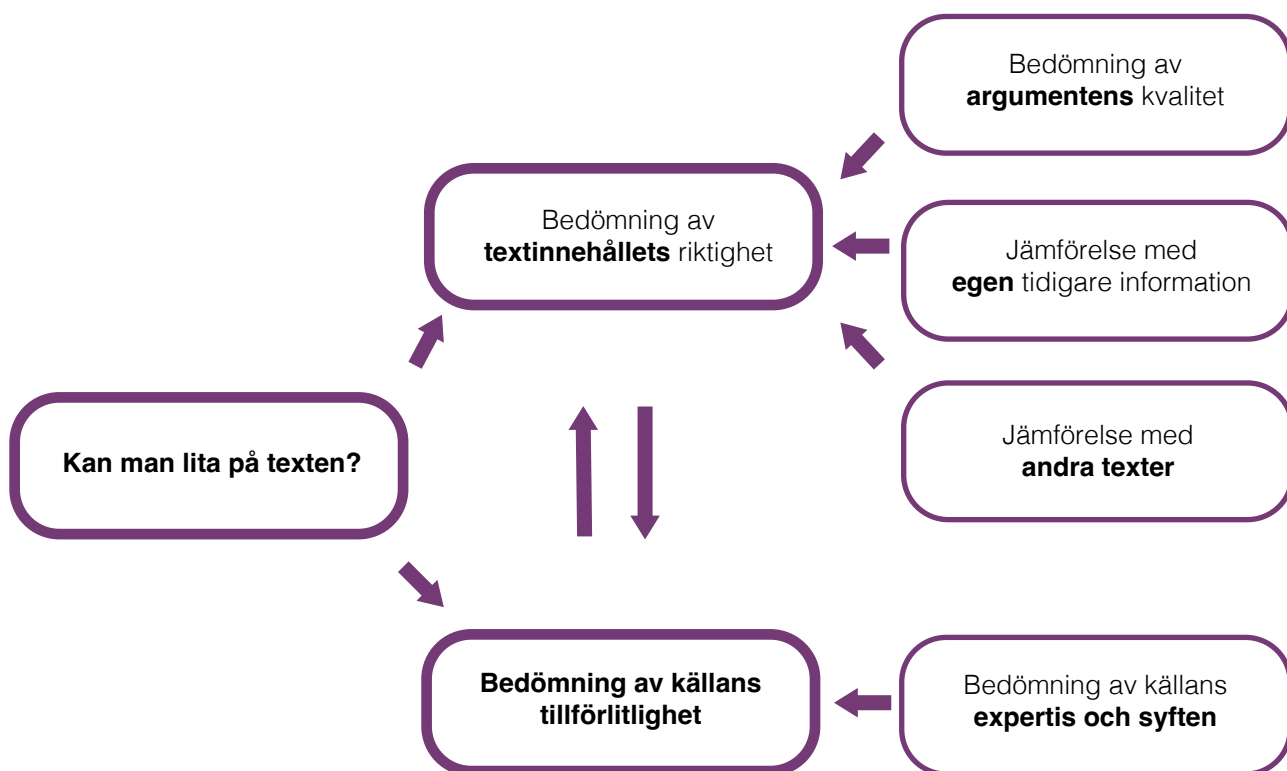 Bedömning av
argumentens kvalitet
Bedömning av
textinnehållets riktighet
Jämförelse med
egen tidigare information
Kan man lita på texten?
Jämförelse med
andra texter
Bedömning av källans
tillförlitlighet
Bedömning av källans
expertis och syften